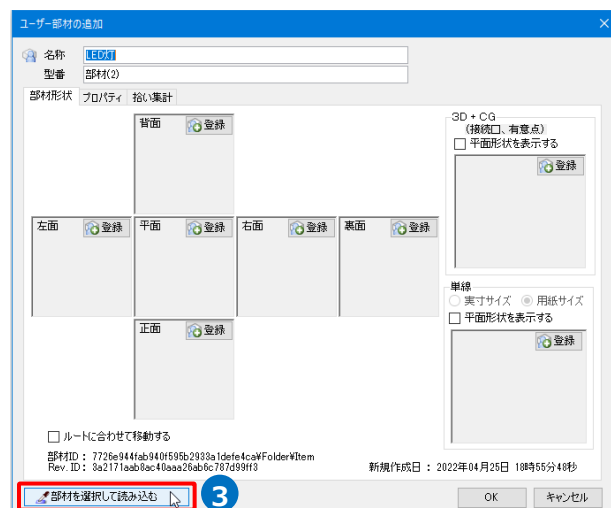 ユーザー部材の追加
名称 LED灯
型番 部材(2)
部材形状 プロパティ 拾い集計
背面 登録
左面 登録 平面 登録 右面 登録 裏面 登録
正面 登録
3D + CG
(接続口、有意点)
平面形状を表示する
登録
単線
実寸サイズ 用紙サイズ
平面形状を表示する
登録
ルートに合わせて移動する
部材ID : 7726e944fab940f595b2933a1defe4ca¥Folder¥Item
Rev. ID : 3a2171aab8ac40aaa26ab6c787d99ff3
新規作成日 : 2022年04月25日 18時55分48秒
部材を選択して読み込む 3
OK キャンセル